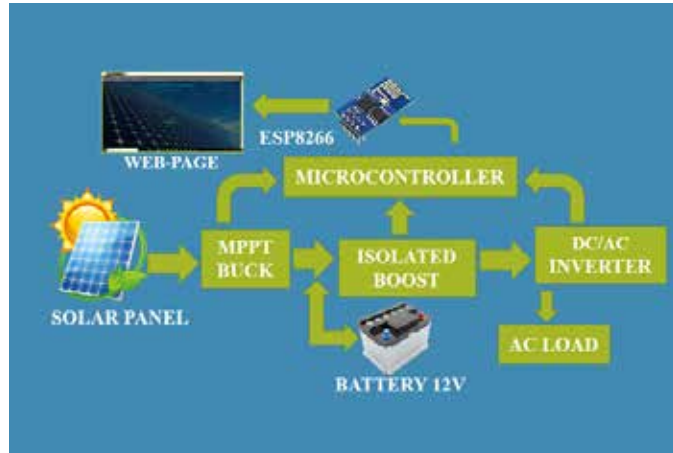 ESP8266
WEB-PAGE
MICROCONTROLLER
MPPT
BUCK
ISOLATED
BOOST
DC/AC
INVERTER
SOLAR PANEL
AC LOAD
BATTERY 12V